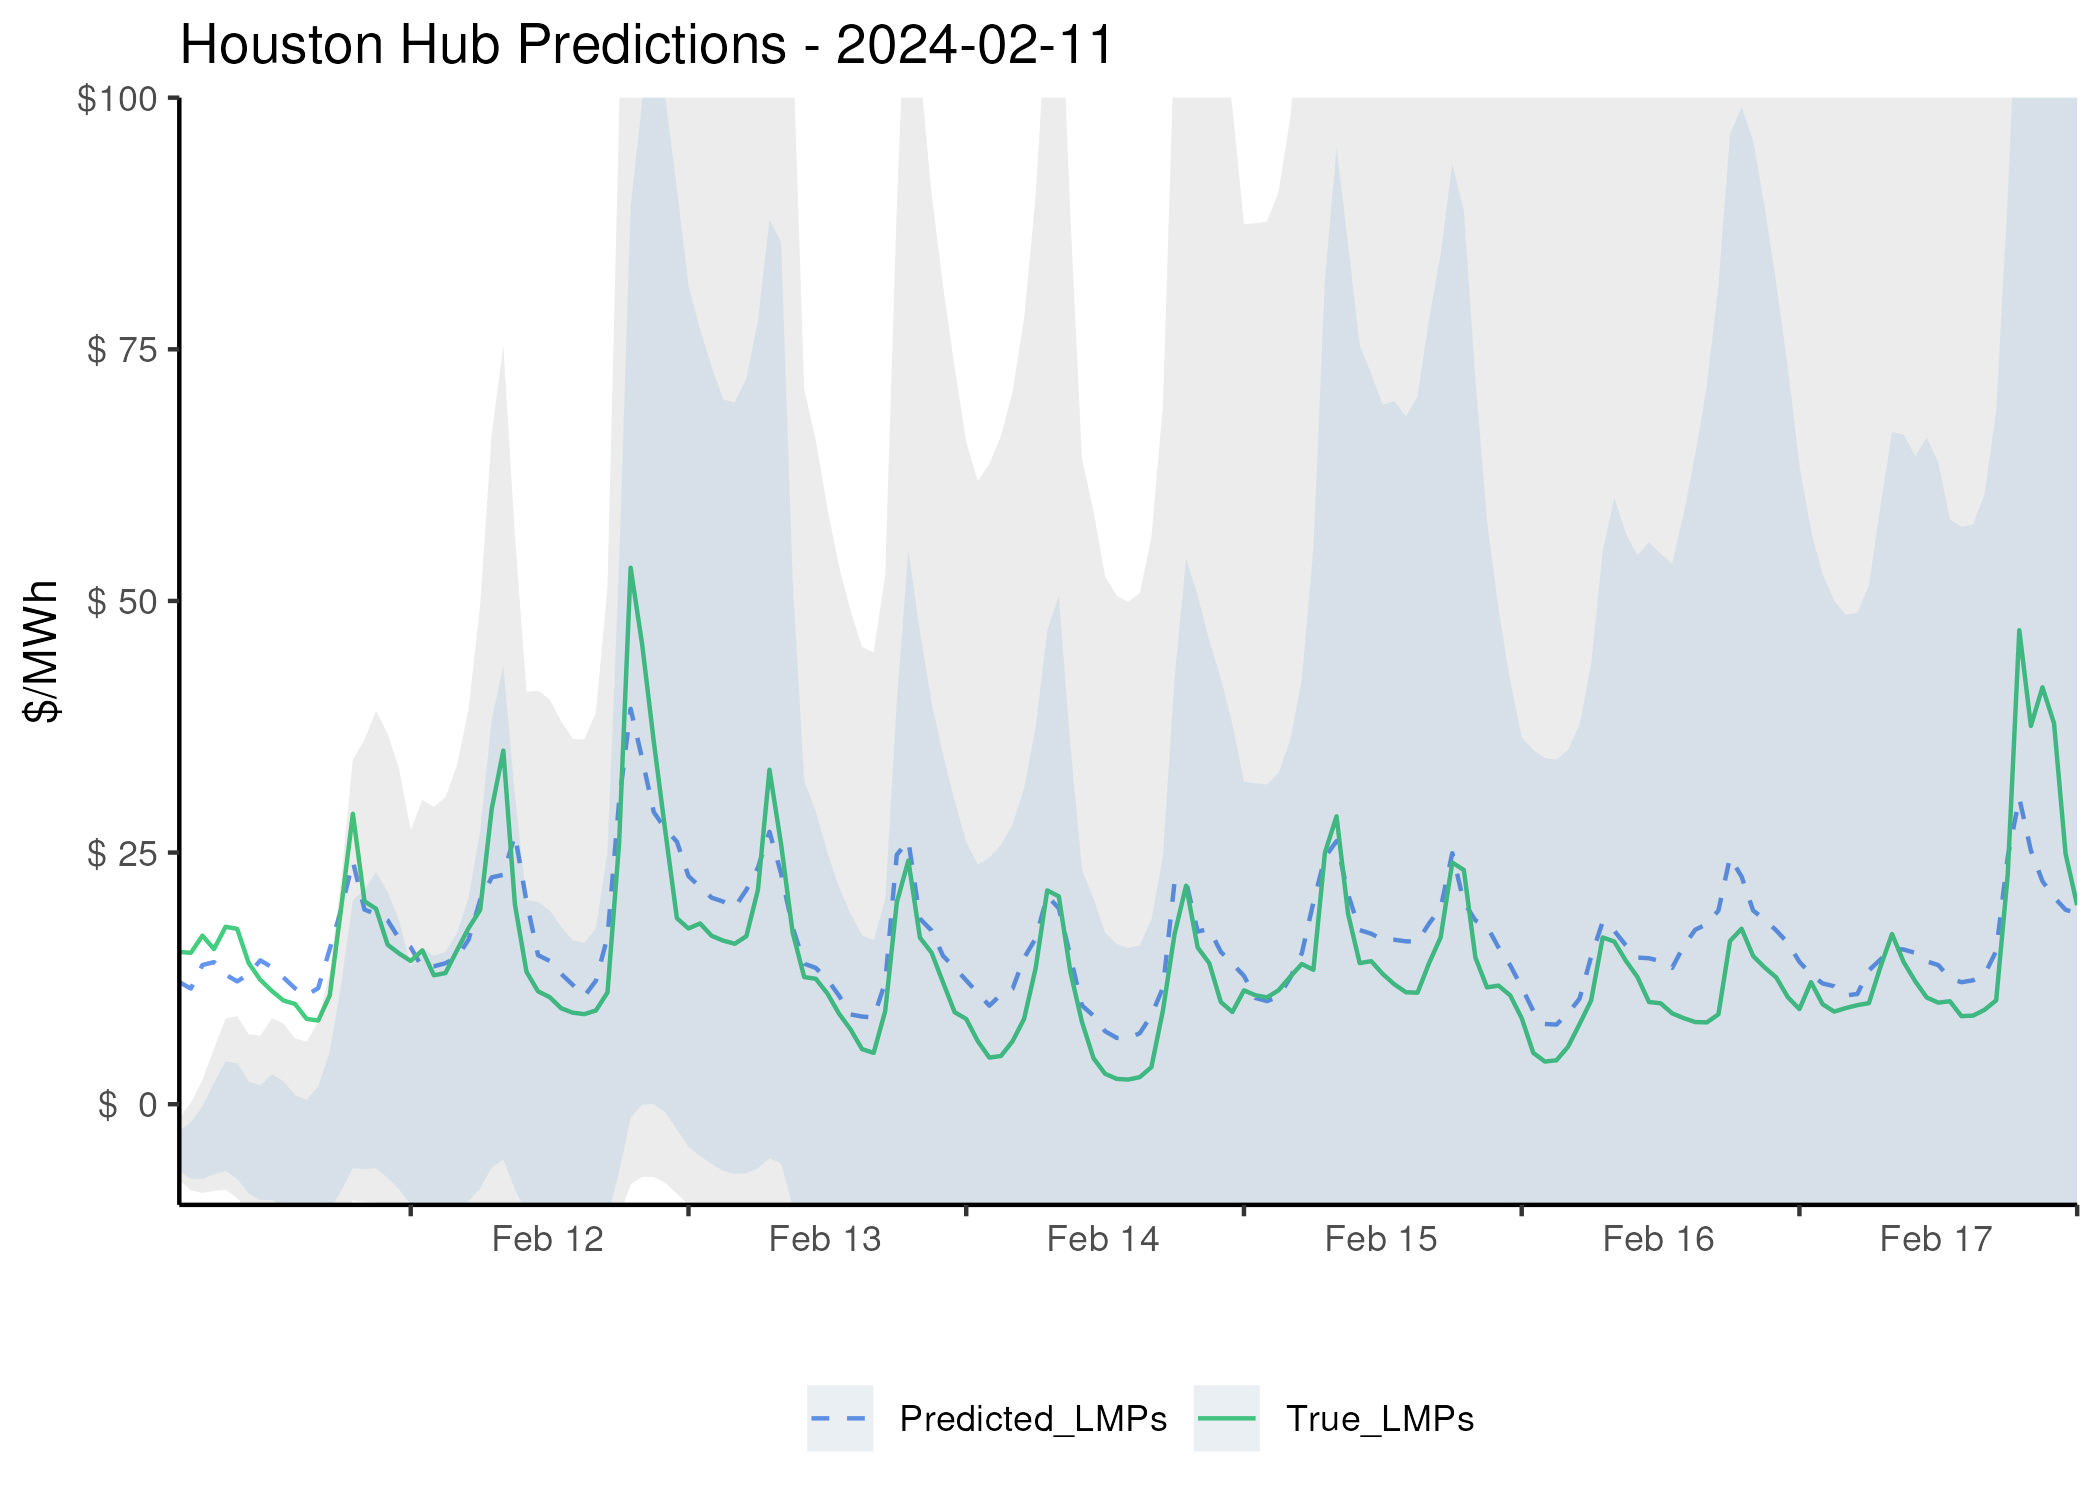 Houston Hub Predictions - 2024-02-11
$100
$ 75
$ 50
$ 25
$ 0
$/MWh
Feb 12 Feb 13 Feb 14 Feb 15 Feb 16 Feb 17
Predicted_LMPs True_LMPs